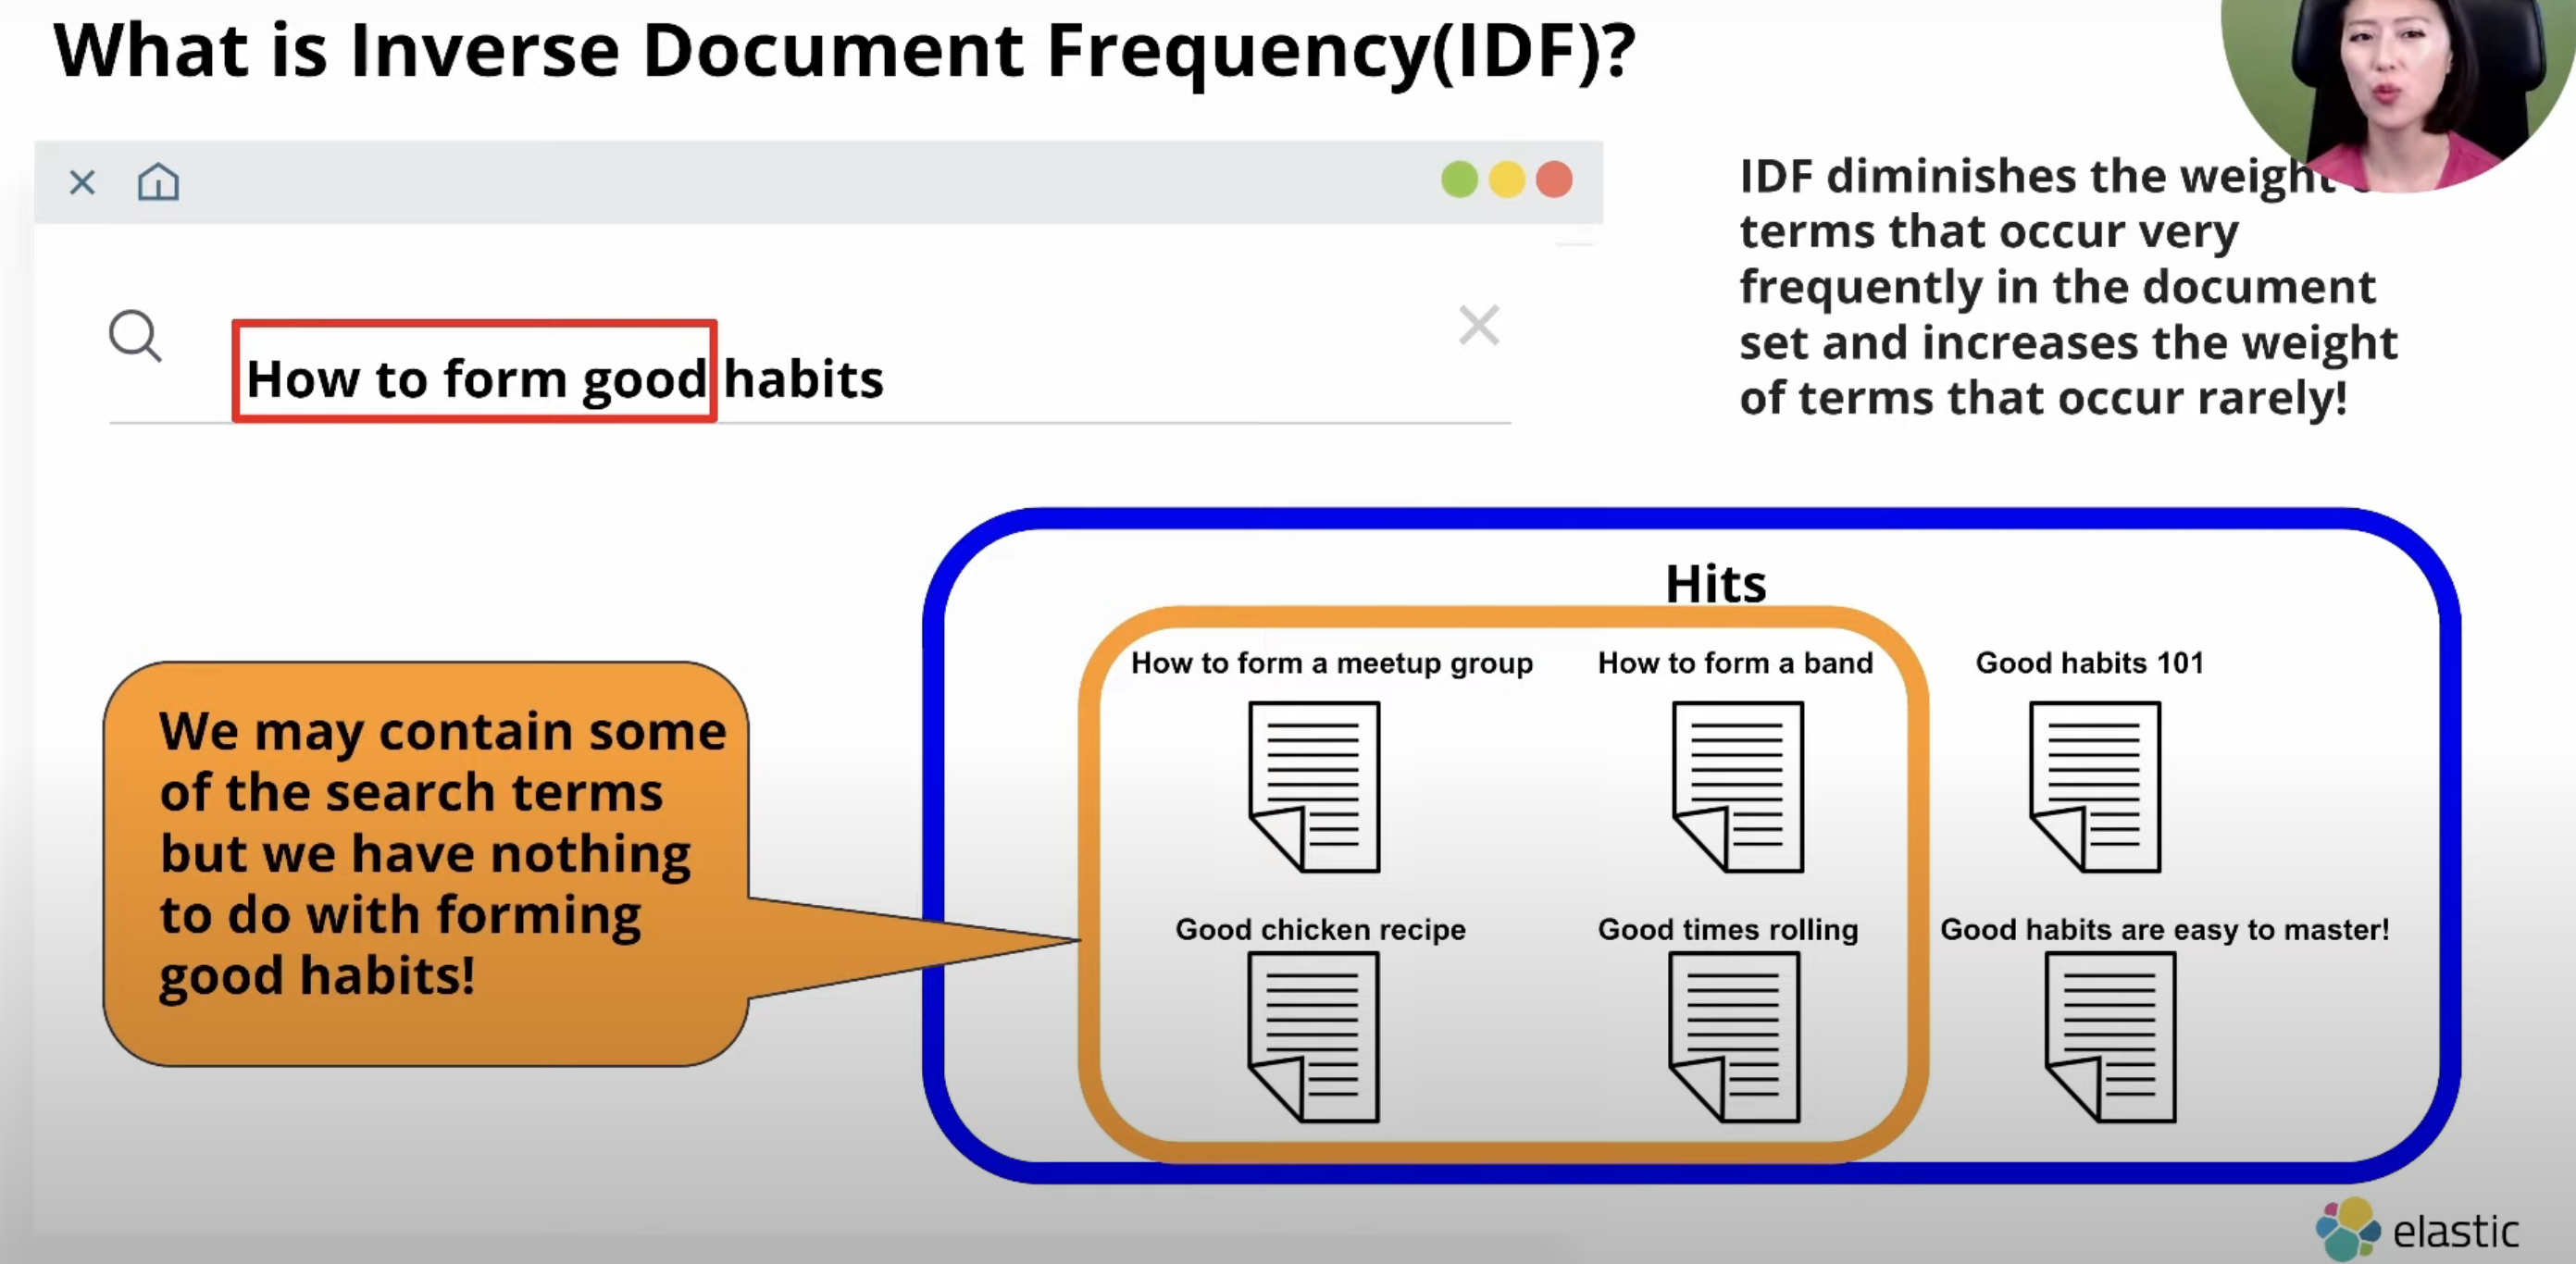 What is Inverse Document Frequency(IDF)?
IDF diminishes the weight
terms that occur very
frequently in the document
set and increases the weight
of terms that occur rarely!
How to form good habits
Hits
How to form a meetup group
How to form a band
Good habits 101
Good chicken recipe
Good times rolling
Good habits are easy to master!
We may contain some
of the search terms
but we have nothing
to do with forming
good habits!
elastic